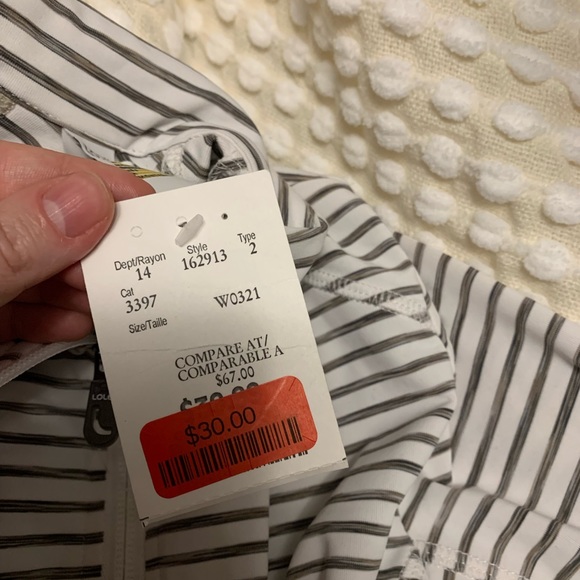 Dept/Rayon Style Type
14 162913 2
Cat
3397 W0321
Size/Taille
COMPARE AT/
COMPARABLE A
$67.00
$30.00